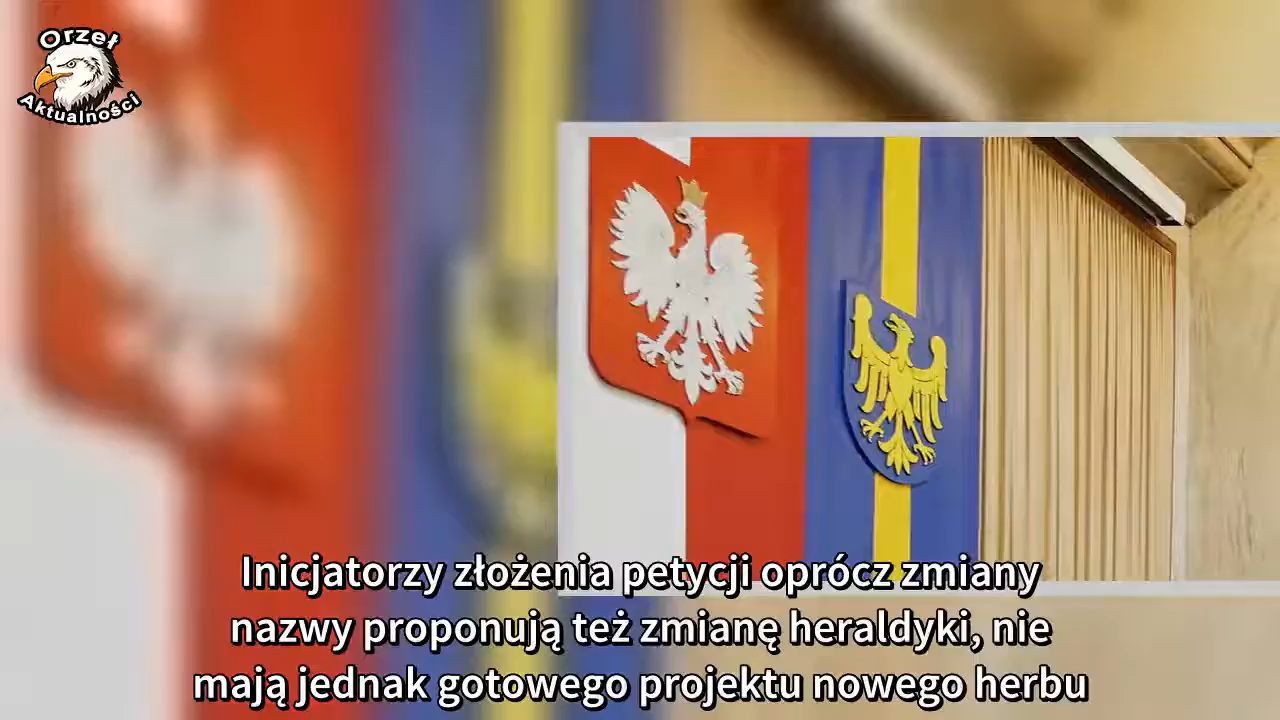 Orzeł
Aktualności
Inicjatorzy złożenia petycji oprócz zmiany
nazwy proponują też zmianę heraldyki, nie
mają jednak gotowego projektu nowego herbu